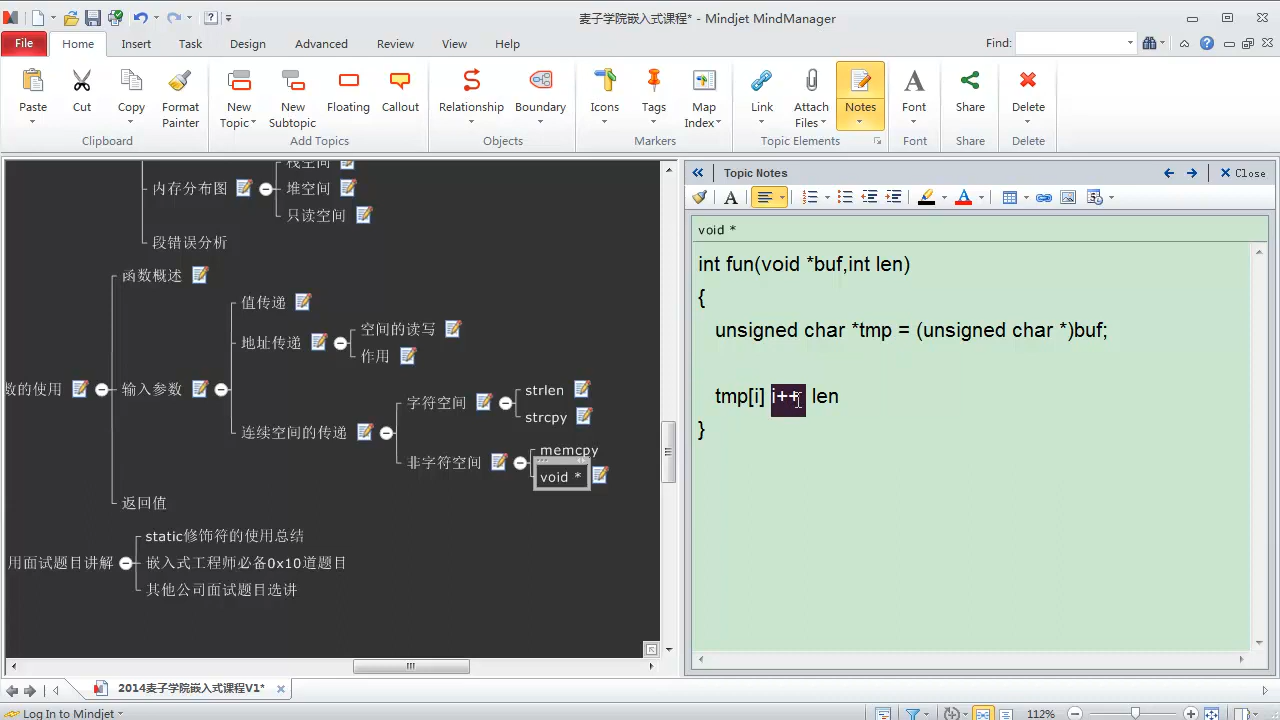 麦子学院嵌入式课程* - Mindjet MindManager
File Home Insert Task Design Advanced Review View Help Find:
Paste Cut Copy Format Painter
Clipboard
New Topic New Subtopic Floating Callout
Add Topics
Relationship Boundary
Objects
Icons Tags Map Index
Markers
Link Attach Files Notes
Topic Elements
Font
Font
Share
Share
Delete
Delete
栈空间
内存分布图
堆空间
只读空间
段错误分析
函数概述
值传递
空间的读写
地址传递
作用
数的使用
输入参数
strlen
字符空间
strcpy
连续空间的传递
memcpy
非字符空间
void *
返回值
static修饰符的使用总结
用面试题目讲解
嵌入式工程师必备0x10道题目
其他公司面试题目选讲
Topic Notes
Close
void *
int fun(void *buf,int len)
{
unsigned char *tmp = (unsigned char *)buf;
tmp[i] i++ len
}
2014麦子学院嵌入式课程V1*
Log In to Mindjet
112%